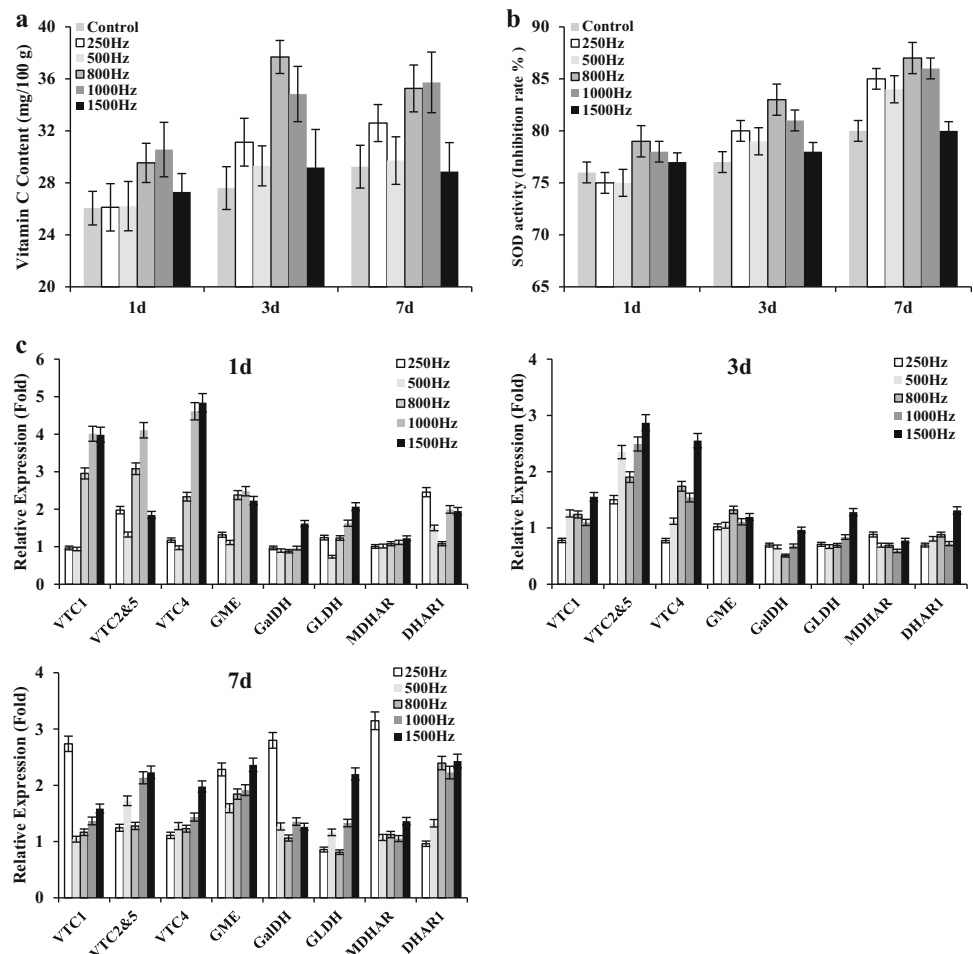 a
Vitamin C Content (mg/100 g)
40
36
32
28
24
20
Control
250Hz
500Hz
800Hz
1000Hz
1500Hz
1d
3d
7d
b
SOD activity (Inhibition rate %)
90
85
80
75
70
65
Control
250Hz
500Hz
800Hz
1000Hz
1500Hz
1d
3d
7d
c
1d
Relative Expression (Fold)
6
5
4
3
2
1
0
250Hz
500Hz
800Hz
1000Hz
1500Hz
VTC1
VTC2&5
VTC4
GME
GalDH
GLDH
MDHAR
DHAR1
3d
Relative Expression (Fold)
4
3
2
1
0
250Hz
500Hz
800Hz
1000Hz
1500Hz
VTC1
VTC2&5
VTC4
GME
GalDH
GLDH
MDHAR
DHAR1
7d
Relative Expression (Fold)
4
3
2
1
0
250Hz
500Hz
800Hz
1000Hz
1500Hz
VTC1
VTC2&5
VTC4
GME
GalDH
GLDH
MDHAR
DHAR1